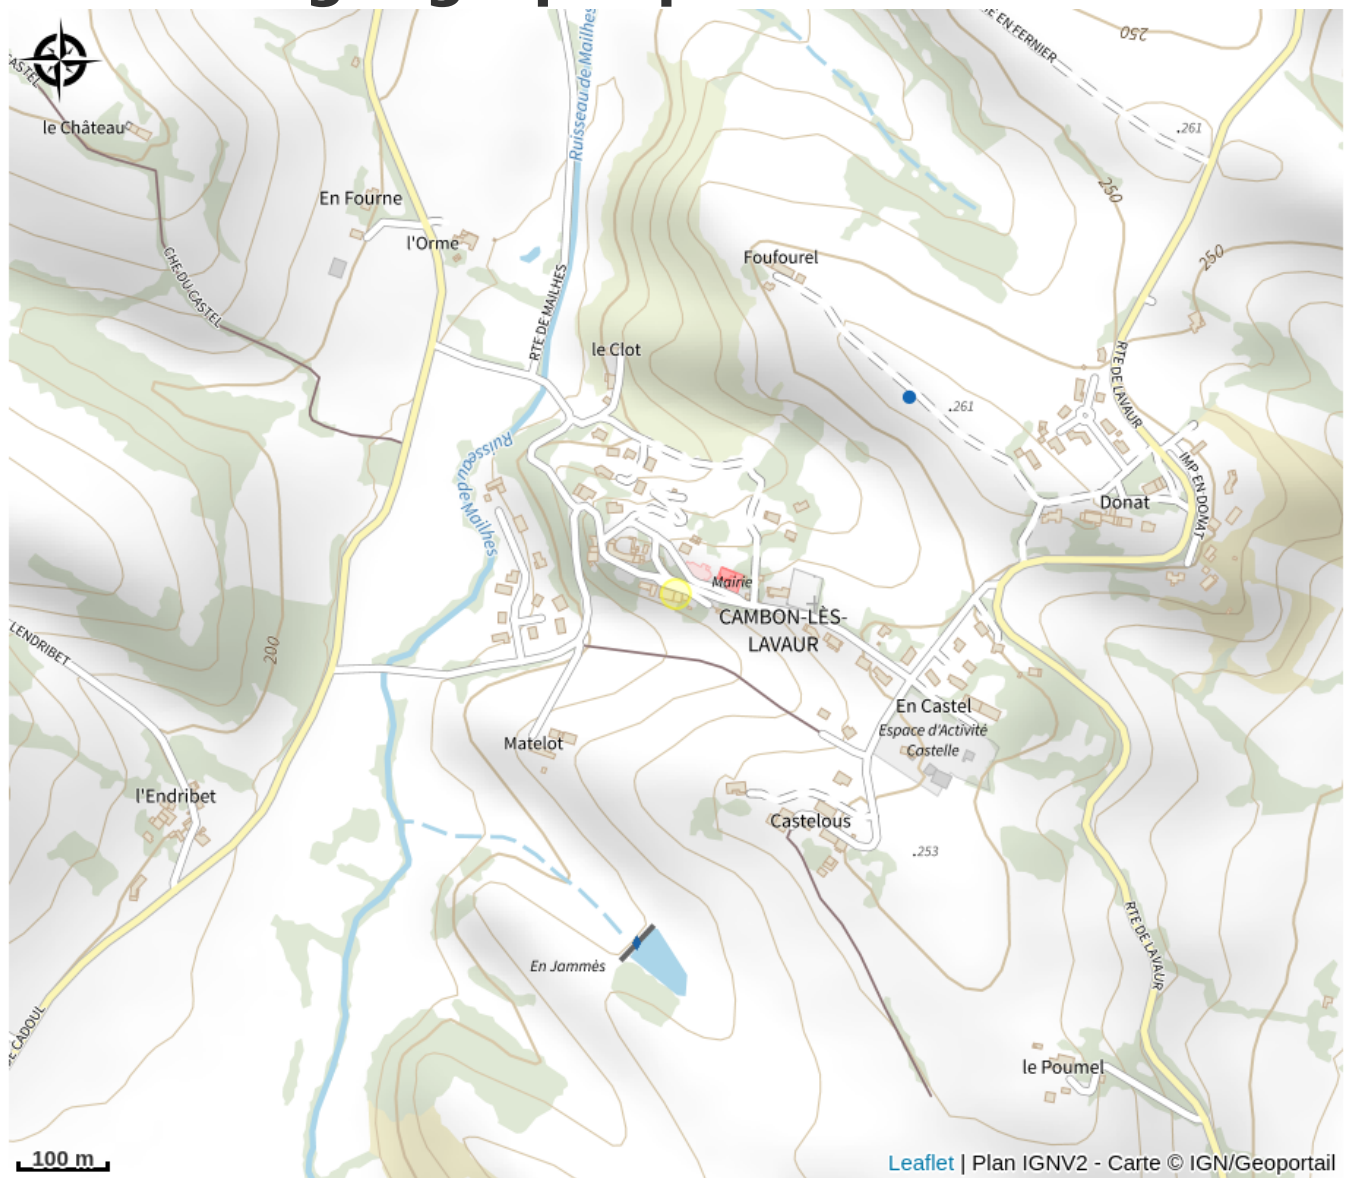 250
E EN FERNIER
CASTEL
.261
le Château
Ruisseau de Mailhes
250
En Fourne
l'Orme
250
Foufourel
CHE DU CASTEL
RTE DE MAILHES
le Clot
RTE DE LAVAUR
.261
Ruisseau de Mailhes
IMP EN DONAT
Donat
Mairie
CAMBON-LÈS-
LAVAUR
LENDRIBET
200
En Castel
Espace d'Activité
Castelle
Matelot
l'Endribet
Castelous
.253
RTE DE LAVAUR
En Jammès
E CADOUL
le Poumel
100 m
Leaflet | Plan IGNV2 - Carte © IGN/Geoportail